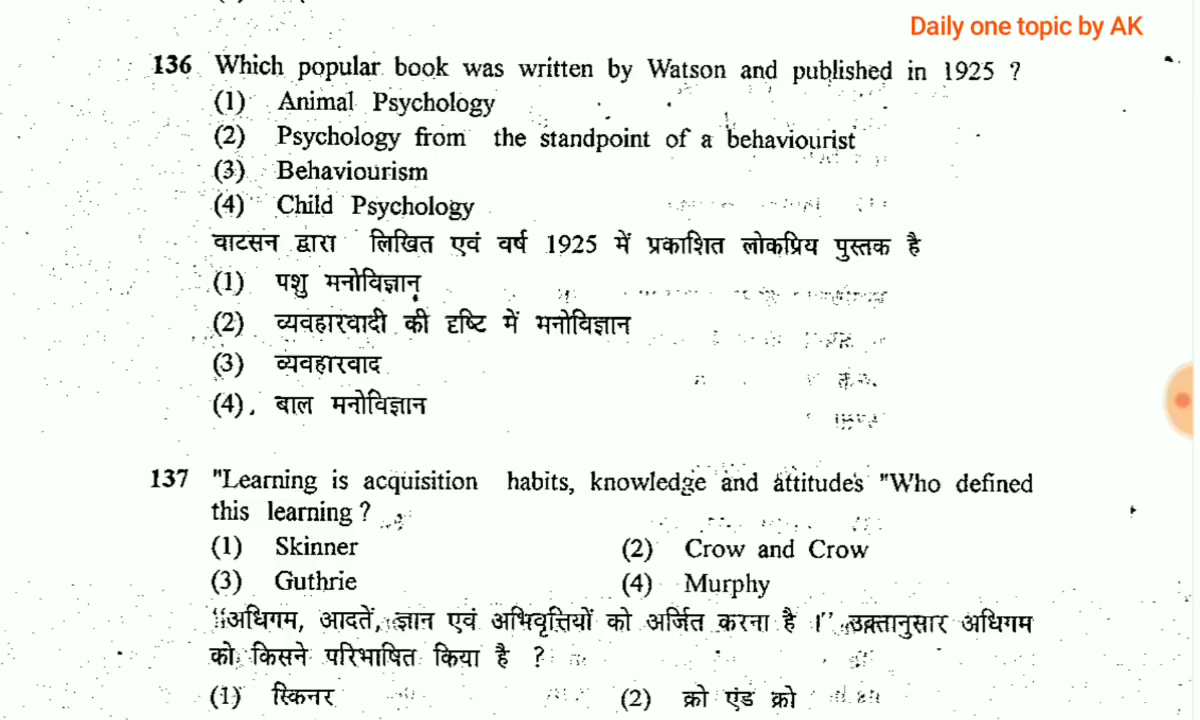 Daily one topic by AK
136 Which popular book was written by Watson and published in 1925 ?
(1) Animal Psychology
(2) Psychology from the standpoint of a behaviourist
(3) Behaviourism
(4) Child Psychology
वाटसन द्वारा लिखित एवं वर्ष 1925 में प्रकाशित लोकप्रिय पुस्तक है
(1) पशु मनोविज्ञान
(2) व्यवहारवादी की दृष्टि में मनोविज्ञान
(3) व्यवहारवाद
(4) बाल मनोविज्ञान
137 "Learning is acquisition habits, knowledge and attitude's "Who defined
this learning ?
(1) Skinner (2) Crow and Crow
(3) Guthrie (4) Murphy
"अधिगम, आदतें, ज्ञान एवं अभिवृत्तियों को अर्जित करना है ।" उक्तानुसार अधिगम
को किसने परिभाषित किया है ?
(1) स्किनर (2) क्रो एंड क्रो